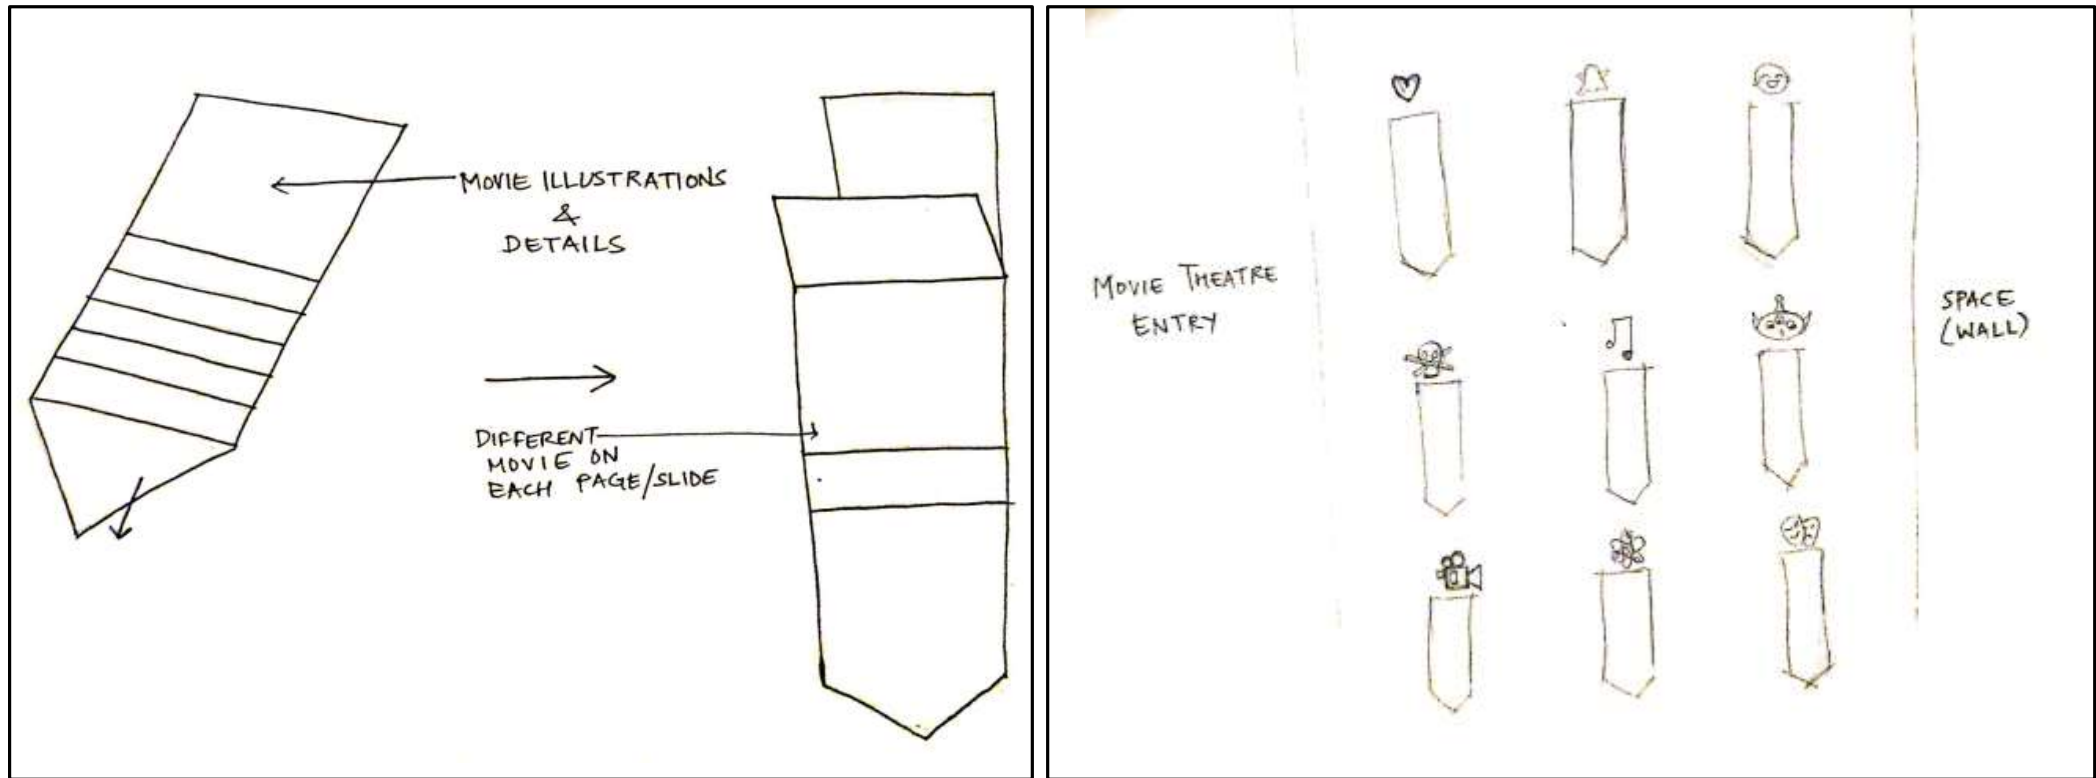 MOVIE ILLUSTRATIONS
&
DETAILS
DIFFERENT
MOVIE ON
EACH PAGE/SLIDE
MOVIE THEATRE
ENTRY
SPACE
(WALL)